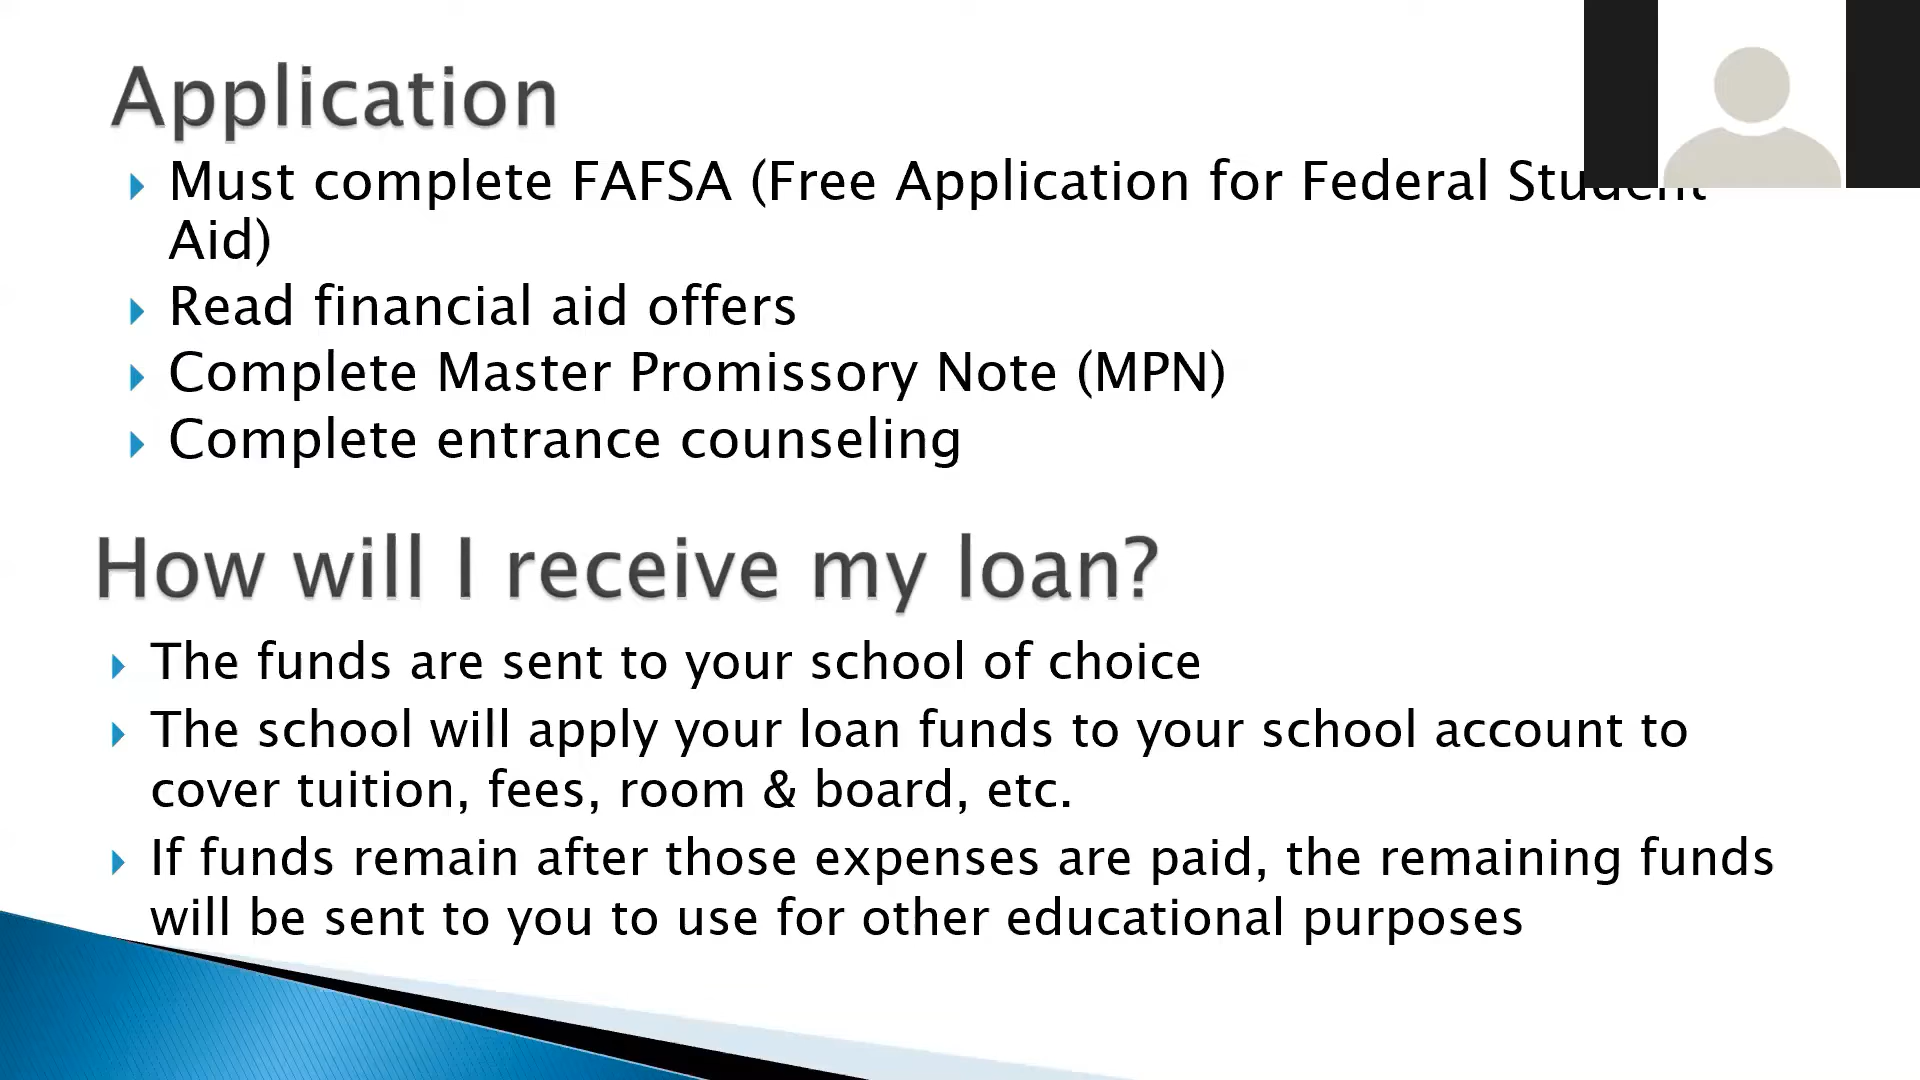 Application
Must complete FAFSA (Free Application for Federal Student
Aid)
Read financial aid offers
Complete Master Promissory Note (MPN)
Complete entrance counseling
How will I receive my loan?
The funds are sent to your school of choice
The school will apply your loan funds to your school account to
cover tuition, fees, room & board, etc.
If funds remain after those expenses are paid, the remaining funds
will be sent to you to use for other educational purposes